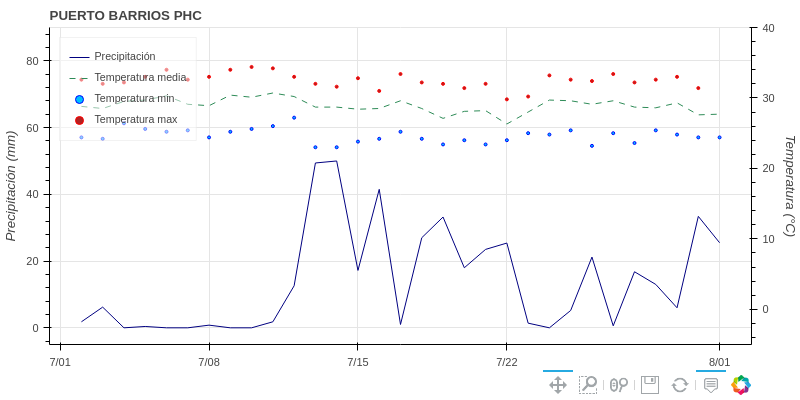 PUERTO BARRIOS PHC
Precipitación
Temperatura media
Temperatura min
Temperatura max
Precipitación (mm)
80
60
40
20
0
40
30
20
10
0
Temperatura (°C)
7/01
7/08
7/15
7/22
8/01